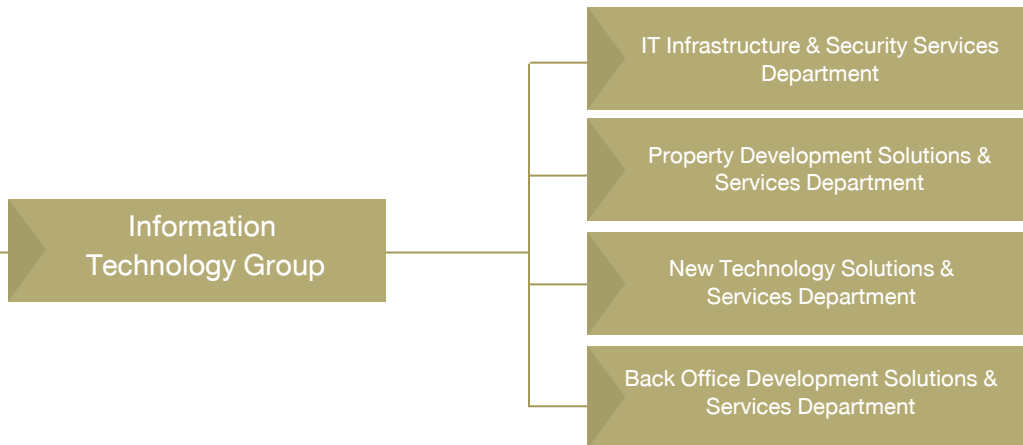 IT Infrastructure & Security Services
Department
Property Development Solutions &
Services Department
Information
Technology Group
New Technology Solutions &
Services Department
Back Office Development Solutions &
Services Department